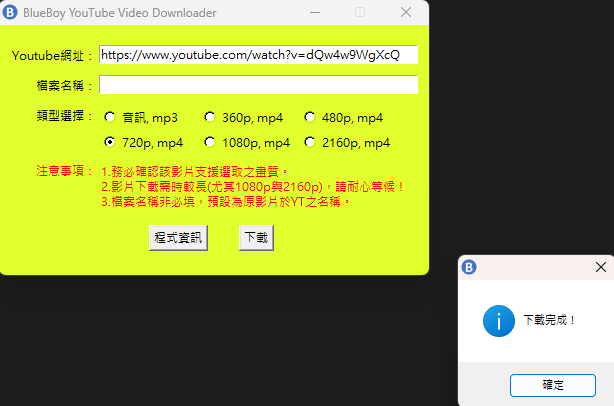 BlueBoy YouTube Video Downloader
Youtube網址： https://www.youtube.com/watch?v=dQw4w9WgXcQ
檔案名稱：
類型選擇： 音訊, mp3 360p, mp4 480p, mp4
720p, mp4 1080p, mp4 2160p, mp4
注意事項： 1.務必確認該影片支援選取之畫質。
2.影片下載需時較長(尤其1080p與2160p)，請耐心等候！
3.檔案名稱非必填，預設為原影片於YT之名稱。
程式資訊 下載
下載完成！
確定